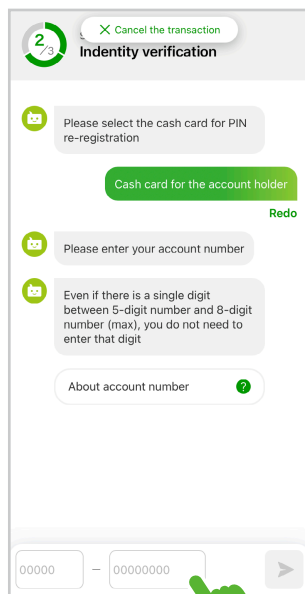 2/3
Cancel the transaction
Indentity verification
Please select the cash card for PIN
re-registration
Cash card for the account holder
Redo
Please enter your account number
Even if there is a single digit
between 5-digit number and 8-digit
number (max), you do not need to
enter that digit
About account number ?
00000 – 00000000